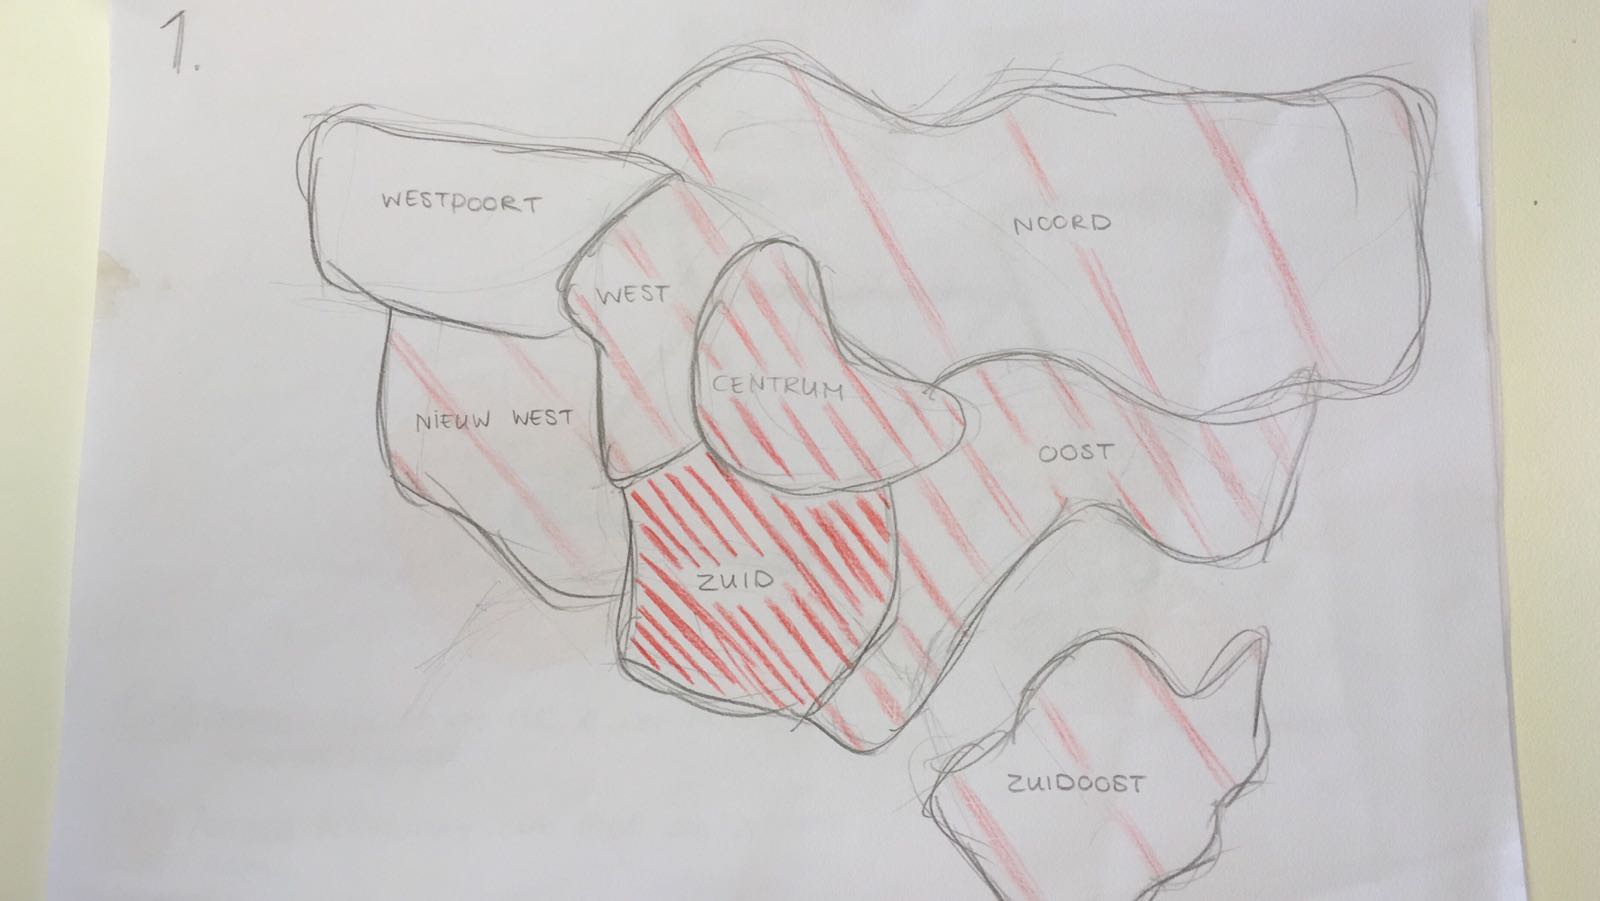 1.
WESTPOORT
NOORD
WEST
CENTRUM
NIEUW WEST
OOST
ZUID
ZUIDOOST